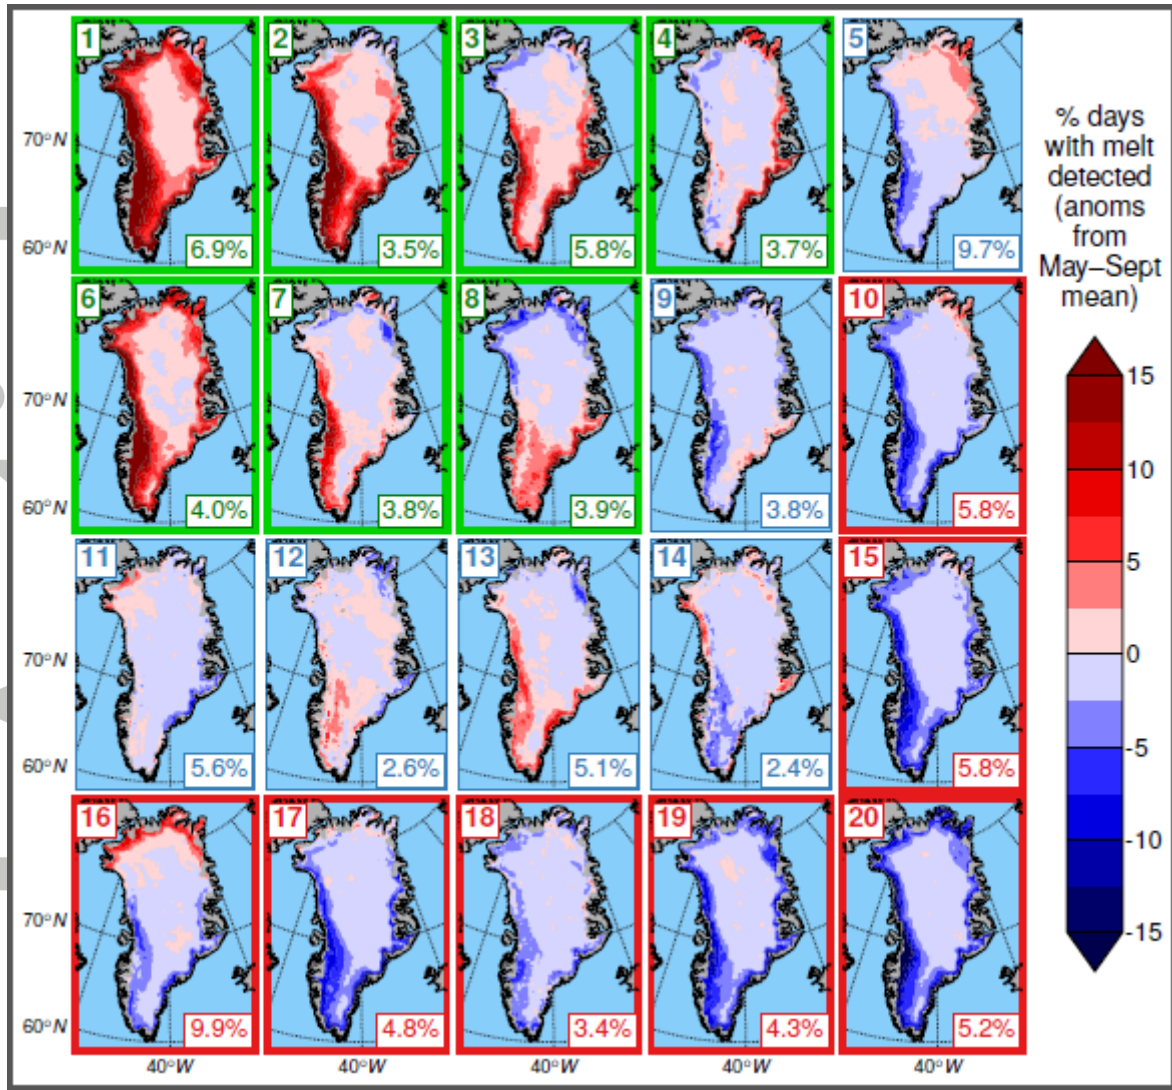 1 2 3 4 5
70°N
60°N
6.9% 3.5% 5.8% 3.7% 9.7%
6 7 8 9 10
70°N
60°N
4.0% 3.8% 3.9% 3.8% 5.8%
11 12 13 14 15
70°N
60°N
5.6% 2.6% 5.1% 2.4% 5.8%
16 17 18 19 20
70°N
60°N
9.9% 4.8% 3.4% 4.3% 5.2%
40°W 40°W 40°W 40°W 40°W
% days
with melt
detected
(anoms
from
May–Sept
mean)
15
10
5
0
-5
-10
-15